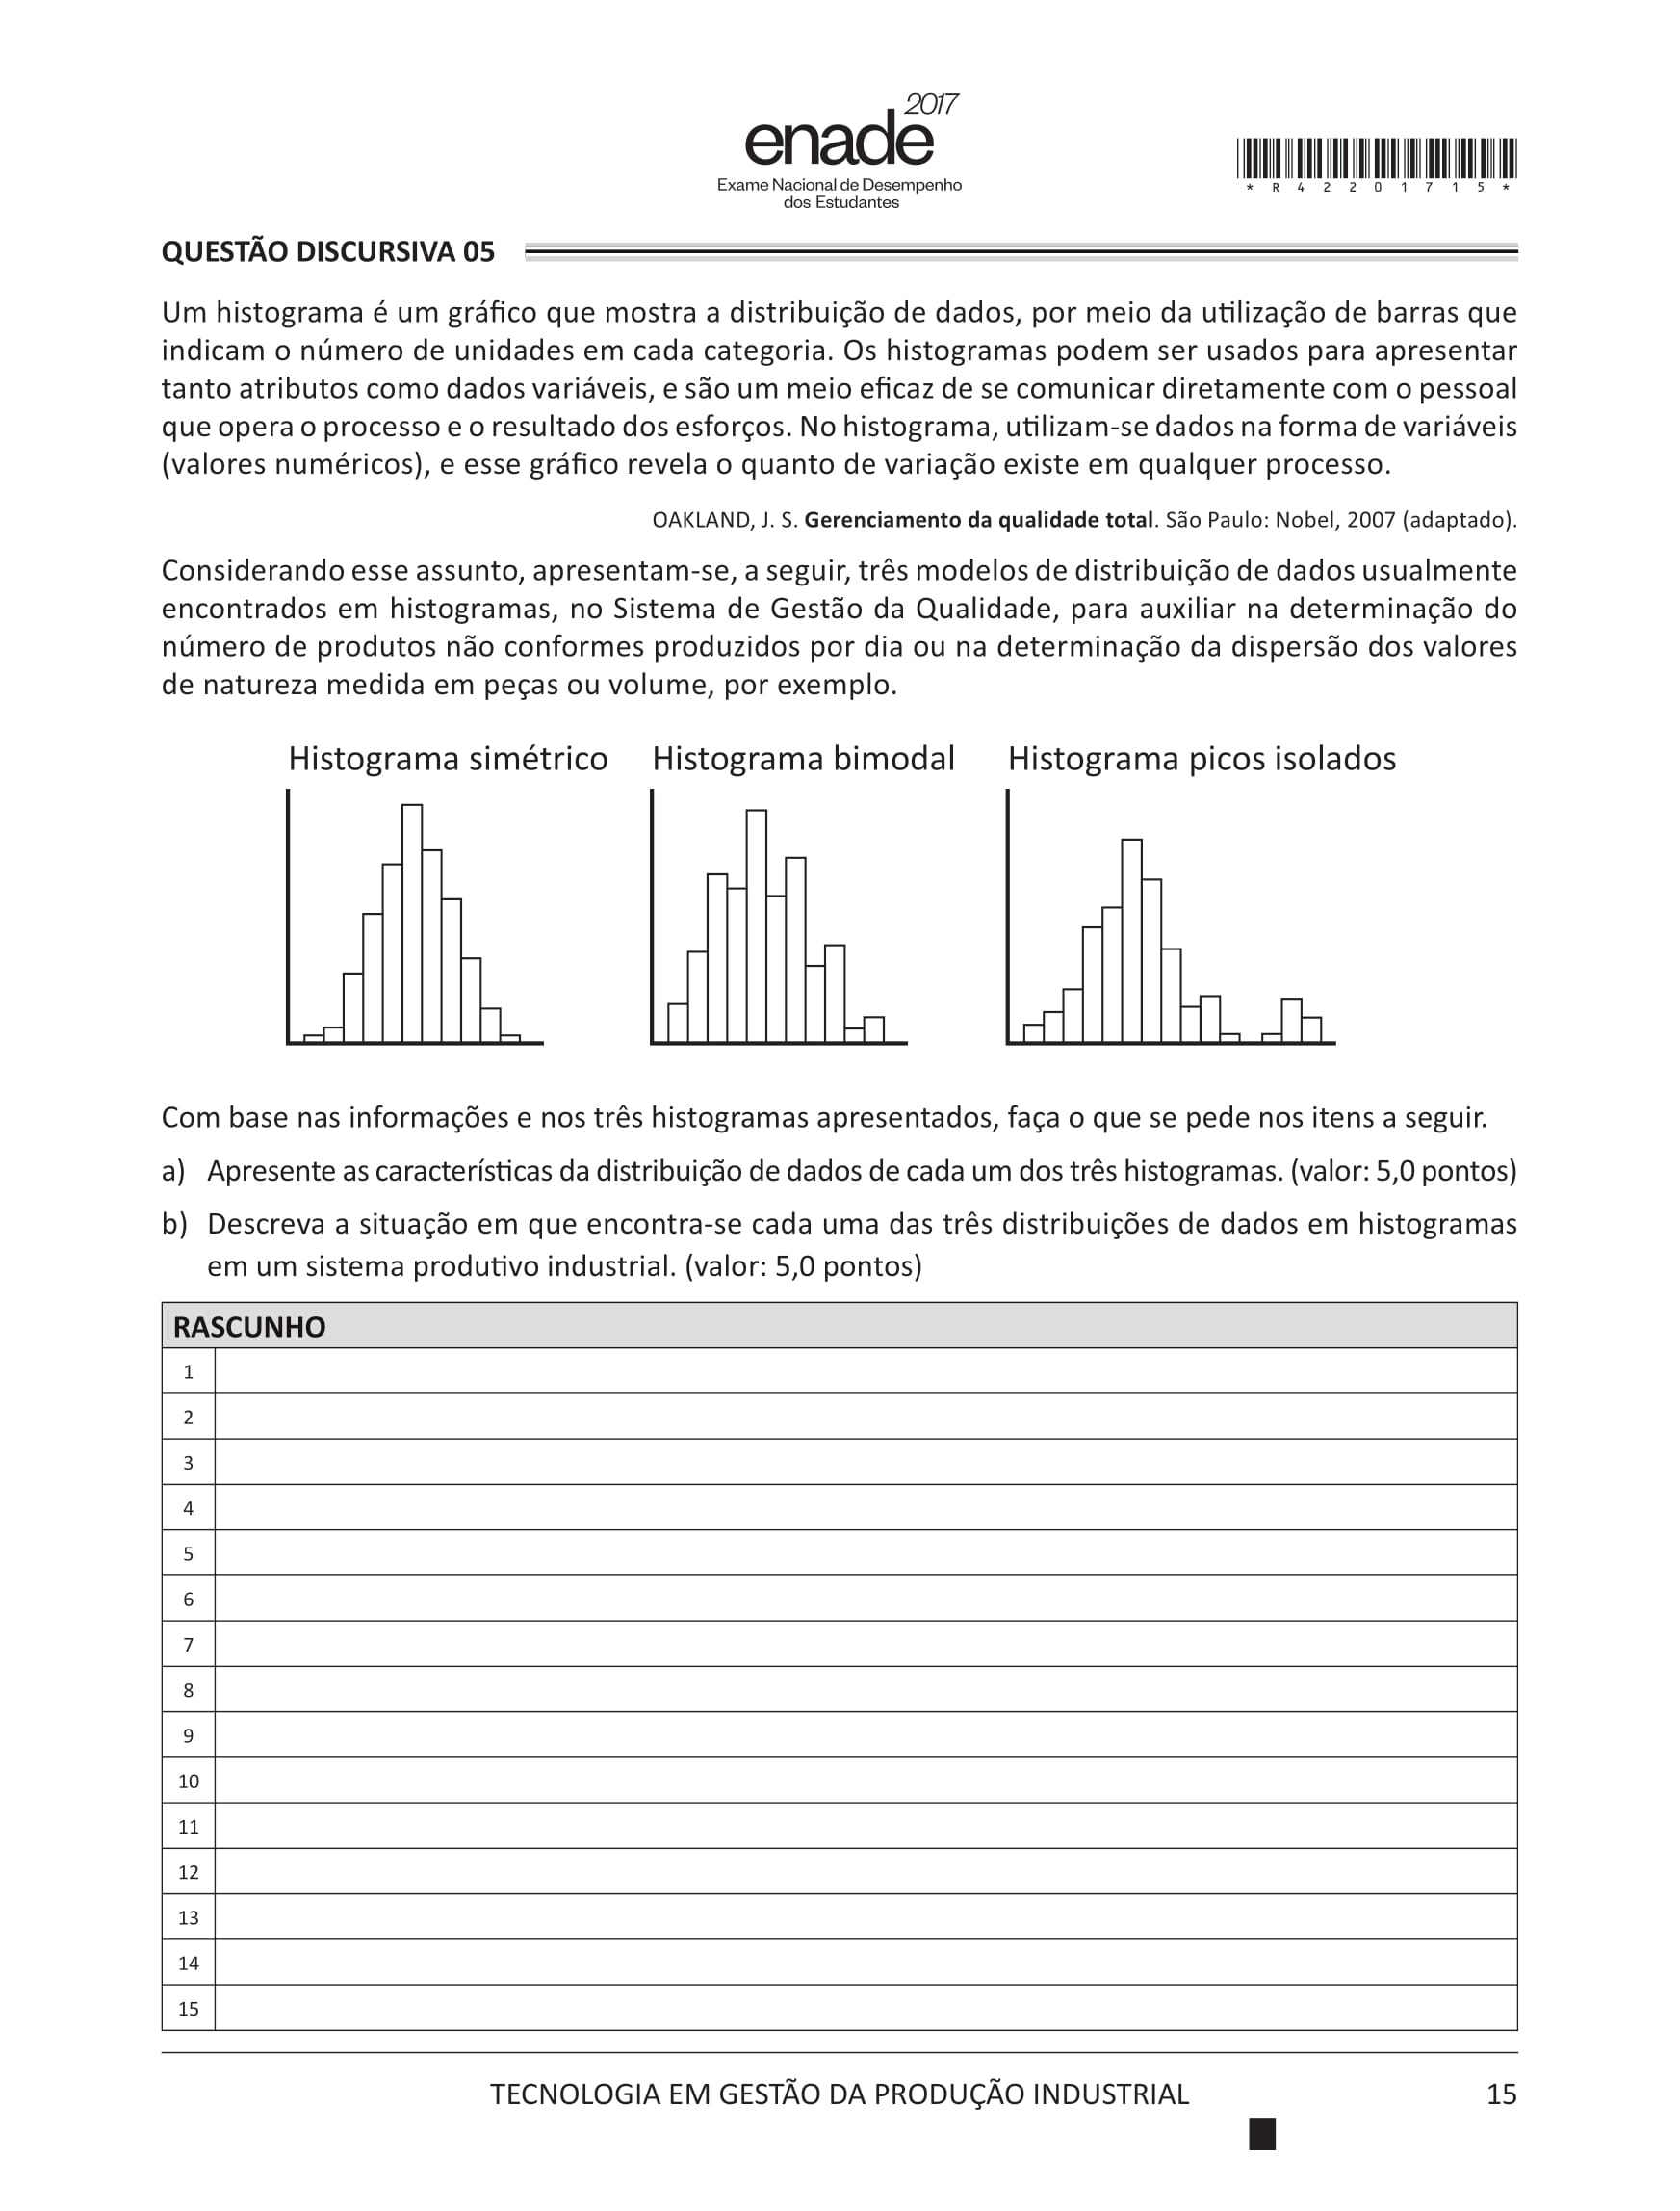 2017
enade
Exame Nacional de Desempenho
dos Estudantes
* R 4 2 2 0 1 7 1 5 *
QUESTÃO DISCURSIVA 05
Um histograma é um gráfico que mostra a distribuição de dados, por meio da utilização de barras que
indicam o número de unidades em cada categoria. Os histogramas podem ser usados para apresentar
tanto atributos como dados variáveis, e são um meio eficaz de se comunicar diretamente com o pessoal
que opera o processo e o resultado dos esforços. No histograma, utilizam-se dados na forma de variáveis
(valores numéricos), e esse gráfico revela o quanto de variação existe em qualquer processo.
OAKLAND, J. S. Gerenciamento da qualidade total. São Paulo: Nobel, 2007 (adaptado).
Considerando esse assunto, apresentam-se, a seguir, três modelos de distribuição de dados usualmente
encontrados em histogramas, no Sistema de Gestão da Qualidade, para auxiliar na determinação do
número de produtos não conformes produzidos por dia ou na determinação da dispersão dos valores
de natureza medida em peças ou volume, por exemplo.
Histograma simétrico Histograma bimodal Histograma picos isolados
Com base nas informações e nos três histogramas apresentados, faça o que se pede nos itens a seguir.
a) Apresente as características da distribuição de dados de cada um dos três histogramas. (valor: 5,0 pontos)
b) Descreva a situação em que encontra-se cada uma das três distribuições de dados em histogramas
em um sistema produtivo industrial. (valor: 5,0 pontos)
RASCUNHO
1
2
3
4
5
6
7
8
9
10
11
12
13
14
15
TECNOLOGIA EM GESTÃO DA PRODUÇÃO INDUSTRIAL 15